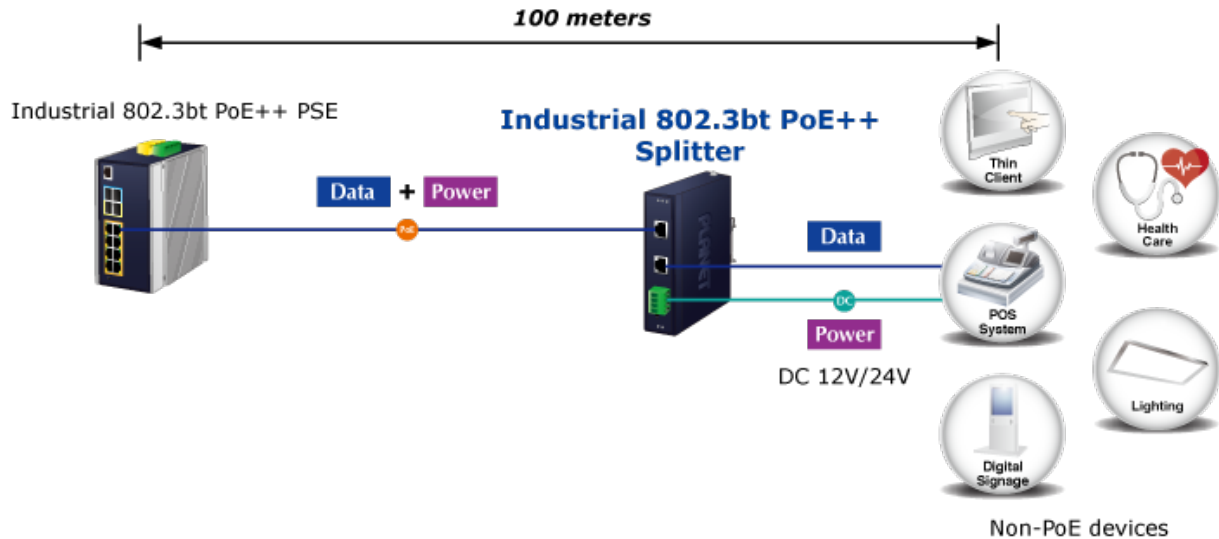 100 meters
Industrial 802.3bt PoE++ PSE
Industrial 802.3bt PoE++
Splitter
Data + Power
PoE
PLANET
Data
DC
Power
DC 12V/24V
Thin
Client
Health
Care
POS
System
Lighting
Digital
Signage
Non-PoE devices